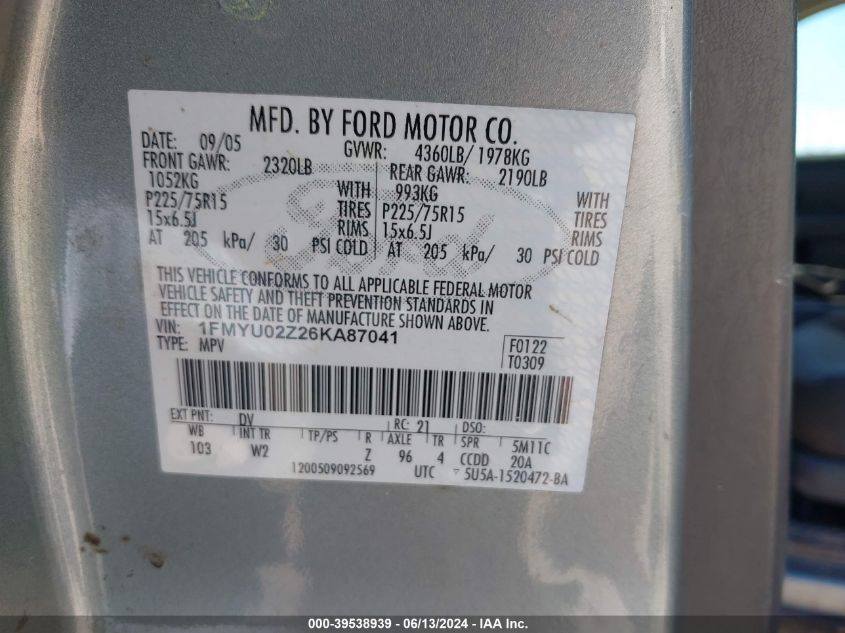 MFD. BY FORD MOTOR CO.
DATE: 09/05 GVWR: 4360LB/ 1978KG
FRONT GAWR: 2320LB REAR GAWR: 2190LB
1052KG WITH 993KG WITH
P225/75R15 TIRES P225/75R15 TIRES
15x6.5J RIMS 15x6.5J RIMS
AT 205 kPa/ 30 PSI COLD AT 205 kPa/ 30 PSI COLD
Ford
THIS VEHICLE CONFORMS TO ALL APPLICABLE FEDERAL MOTOR
VEHICLE SAFETY AND THEFT PREVENTION STANDARDS IN
EFFECT ON THE DATE OF MANUFACTURE SHOWN ABOVE.
VIN: 1FMYU02Z26KA87041
TYPE: MPV
F0122
T0309
EXT PNT: DV RC: 21 DSO:
WB INT TR TP/PS R AXLE TR SPR 5M11C
103 W2 Z 96 4 CCDD 20A
1200509092569 UTC 5U5A-1520472-BA
000-39538939 - 06/13/2024 - IAA Inc.